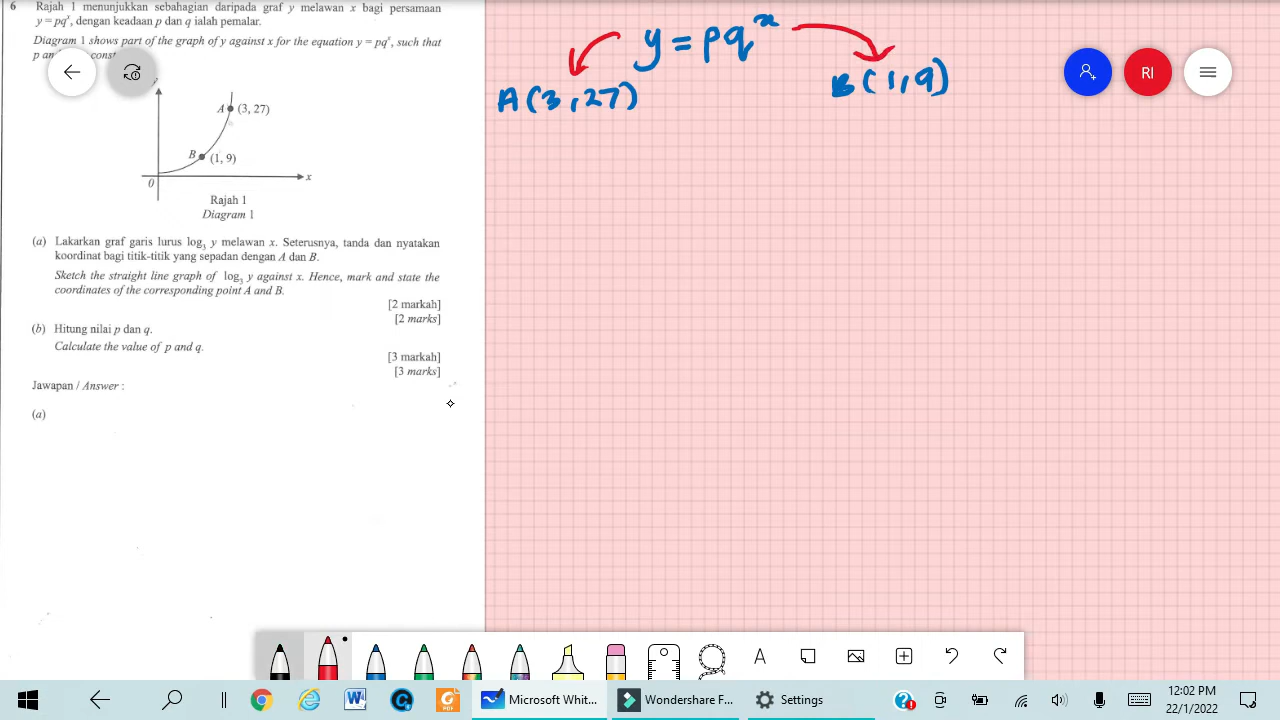 6 Rajah 1 menunjukkan sebahagian daripada graf y melawan x bagi persamaan
y = pqˣ, dengan keadaan p dan q ialah pemalar.
Diagram 1 shows part of the graph of y against x for the equation y = pqˣ, such that
p an const
y
A (3, 27)
B (1, 9)
0 x
Rajah 1
Diagram 1
(a) Lakarkan graf garis lurus log₃ y melawan x. Seterusnya, tanda dan nyatakan
koordinat bagi titik-titik yang sepadan dengan A dan B.
Sketch the straight line graph of log₃ y against x. Hence, mark and state the
coordinates of the corresponding point A and B.
[2 markah]
[2 marks]
(b) Hitung nilai p dan q.
Calculate the value of p and q.
[3 markah]
[3 marks]
Jawapan / Answer :
(a)
y = pqˣ
A (3, 27)
B (1, 9)
RI
A
Microsoft Whit...
Wondershare F...
Settings
12:02 PM
22/1/2022